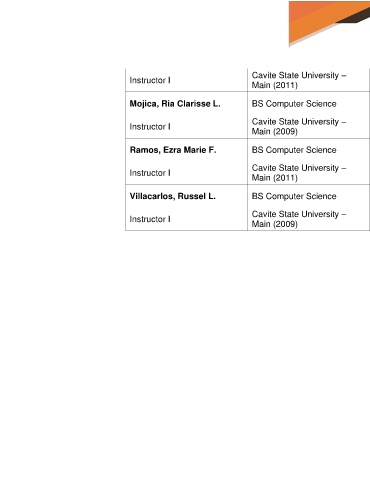 Instructor I
Cavite State University –
Main (2011)
Mojica, Ria Clarisse L.
BS Computer Science
Instructor I
Cavite State University –
Main (2009)
Ramos, Ezra Marie F.
BS Computer Science
Instructor I
Cavite State University –
Main (2011)
Villacarlos, Russel L.
BS Computer Science
Instructor I
Cavite State University –
Main (2009)